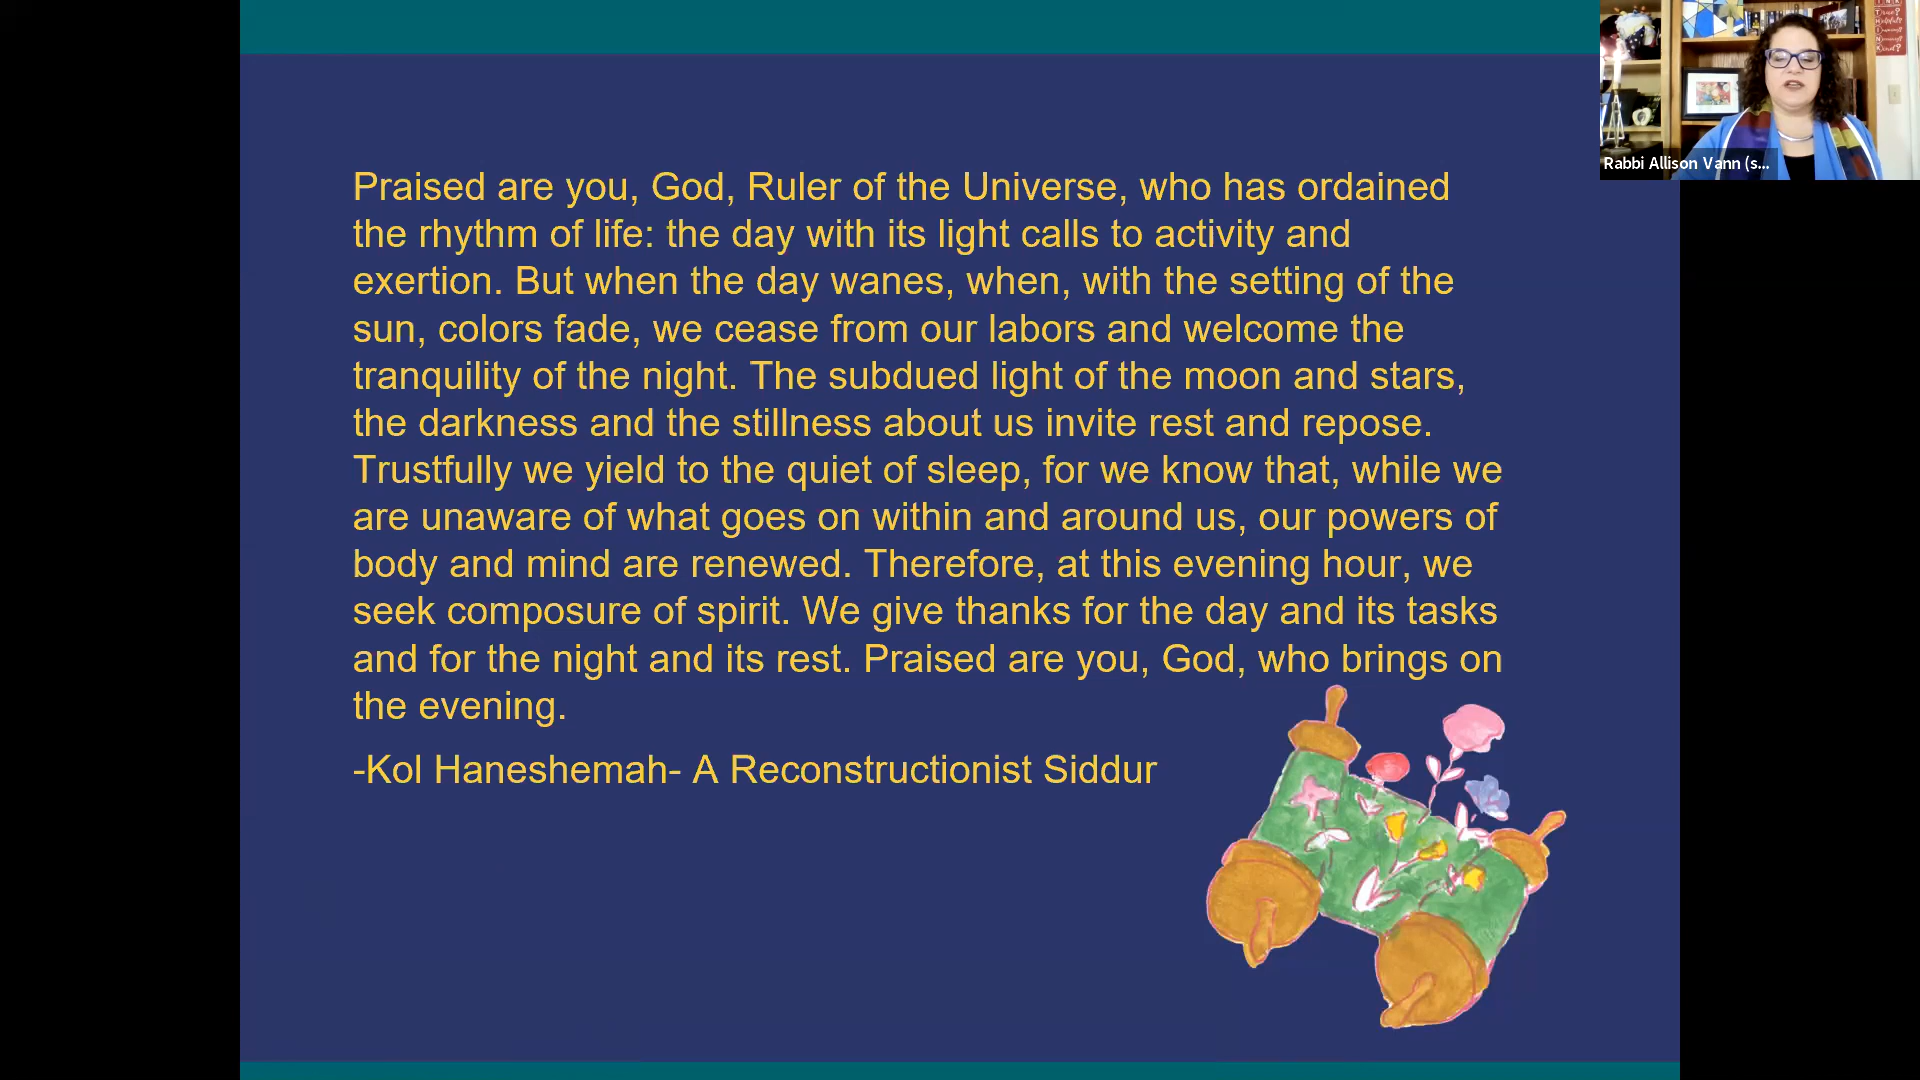 Praised are you, God, Ruler of the Universe, who has ordained
the rhythm of life: the day with its light calls to activity and
exertion. But when the day wanes, when, with the setting of the
sun, colors fade, we cease from our labors and welcome the
tranquility of the night. The subdued light of the moon and stars,
the darkness and the stillness about us invite rest and repose.
Trustfully we yield to the quiet of sleep, for we know that, while we
are unaware of what goes on within and around us, our powers of
body and mind are renewed. Therefore, at this evening hour, we
seek composure of spirit. We give thanks for the day and its tasks
and for the night and its rest. Praised are you, God, who brings on
the evening.
-Kol Haneshemah- A Reconstructionist Siddur
Rabbi Allison Vann (s...